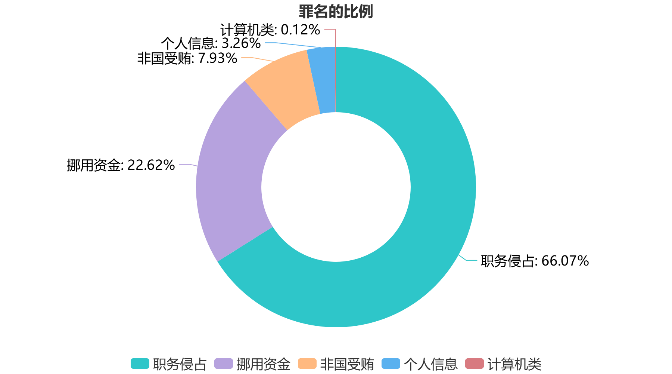 罪名的比例
计算机类: 0.12%
个人信息: 3.26%
非国受贿: 7.93%
挪用资金: 22.62%
职务侵占: 66.07%
职务侵占 挪用资金 非国受贿 个人信息 计算机类